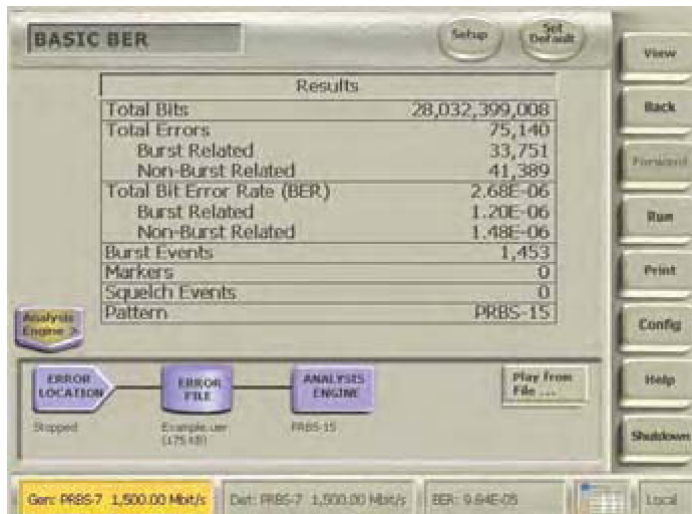 BASIC BER
Setup
Set Default
View
Back
Forward
Run
Print
Config
Help
Shutdown
Results
Total Bits 28,032,399,008
Total Errors 75,140
Burst Related 33,751
Non-Burst Related 41,389
Total Bit Error Rate (BER) 2.68E-06
Burst Related 1.20E-06
Non-Burst Related 1.48E-06
Burst Events 1,453
Markers 0
Squelch Events 0
Pattern PRBS-15
Analysis
Engine >
ERROR
LOCATION
ERROR
FILE
ANALYSIS
ENGINE
Play from
File ...
Stopped
Example.uer
(175 kB)
PRBS-15
Gen: PRBS-7 1,500.00 Mbit/s
Det: PRBS-7 1,500.00 Mbit/s
BER: 9.64E-05
Local